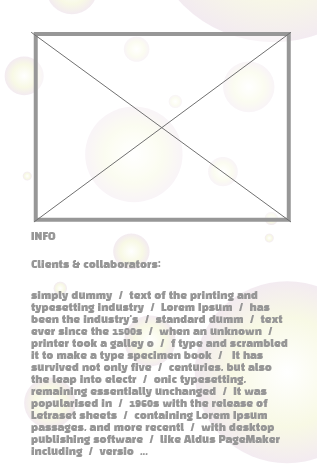 INFO
Clients & collaborators:
simply dummy / text of the printing and
typesetting industry / Lorem Ipsum / has
been the industry's / standard dumm / text
ever since the 1500s / when an unknown /
printer took a galley o / f type and scrambled
it to make a type specimen book / It has
survived not only five / centuries. but also
the leap into electr / onic typesetting.
remaining essentially unchanged / It was
popularised in / 1960s with the release of
Letraset sheets / containing Lorem Ipsum
passages. and more recentl / with desktop
publishing software / like Aldus PageMaker
including / versio ...